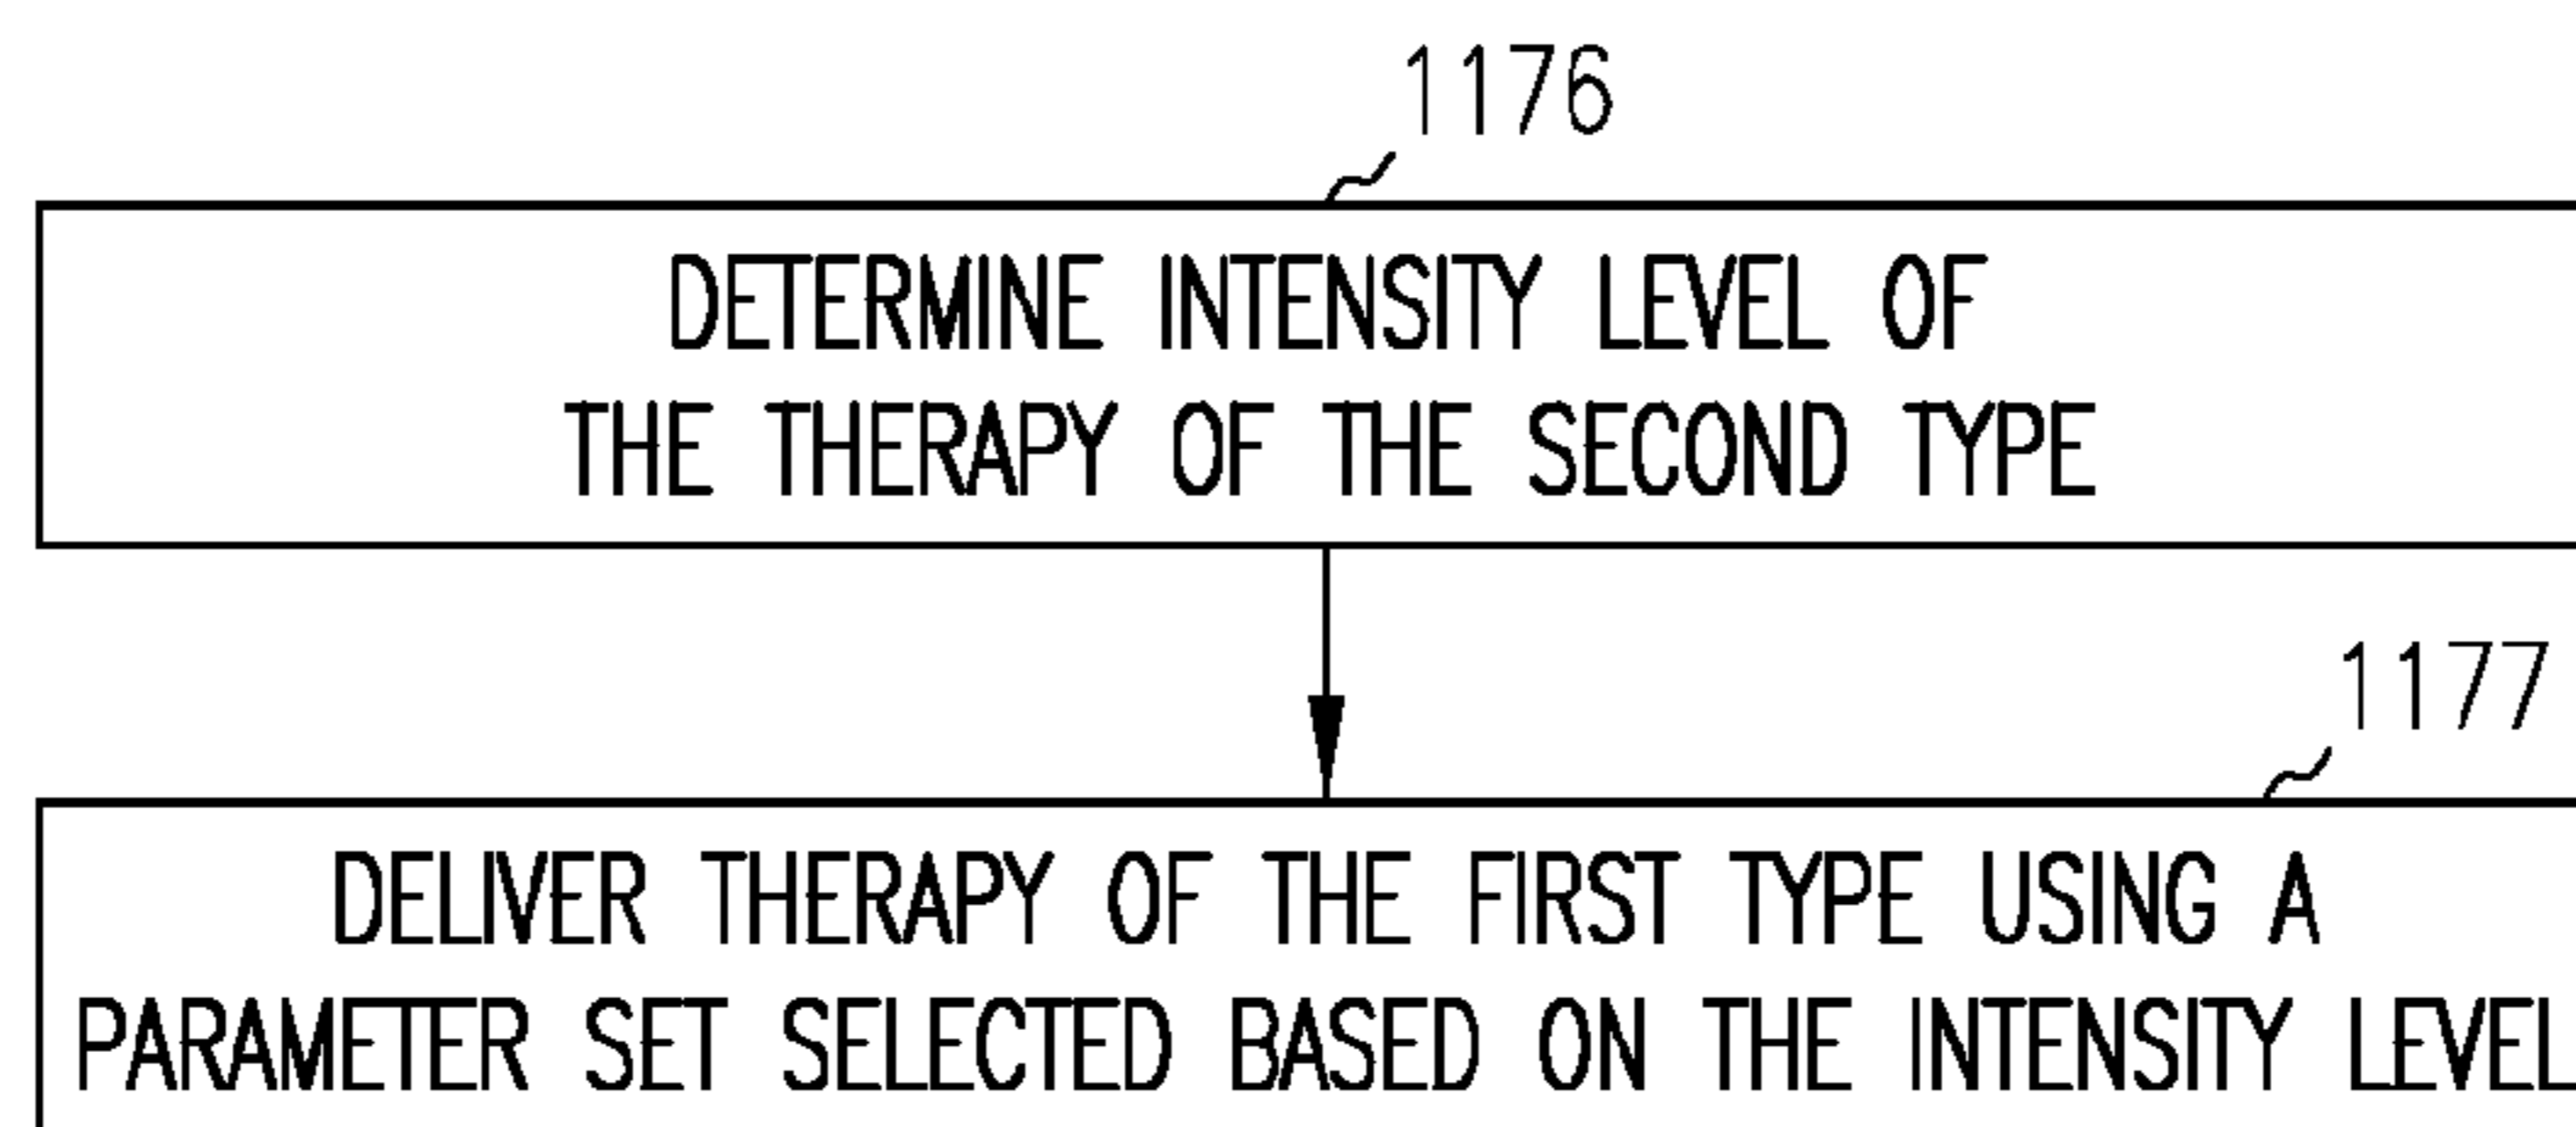 1176
DETERMINE INTENSITY LEVEL OF
THE THERAPY OF THE SECOND TYPE
1177
DELIVER THERAPY OF THE FIRST TYPE USING A
PARAMETER SET SELECTED BASED ON THE INTENSITY LEVEL